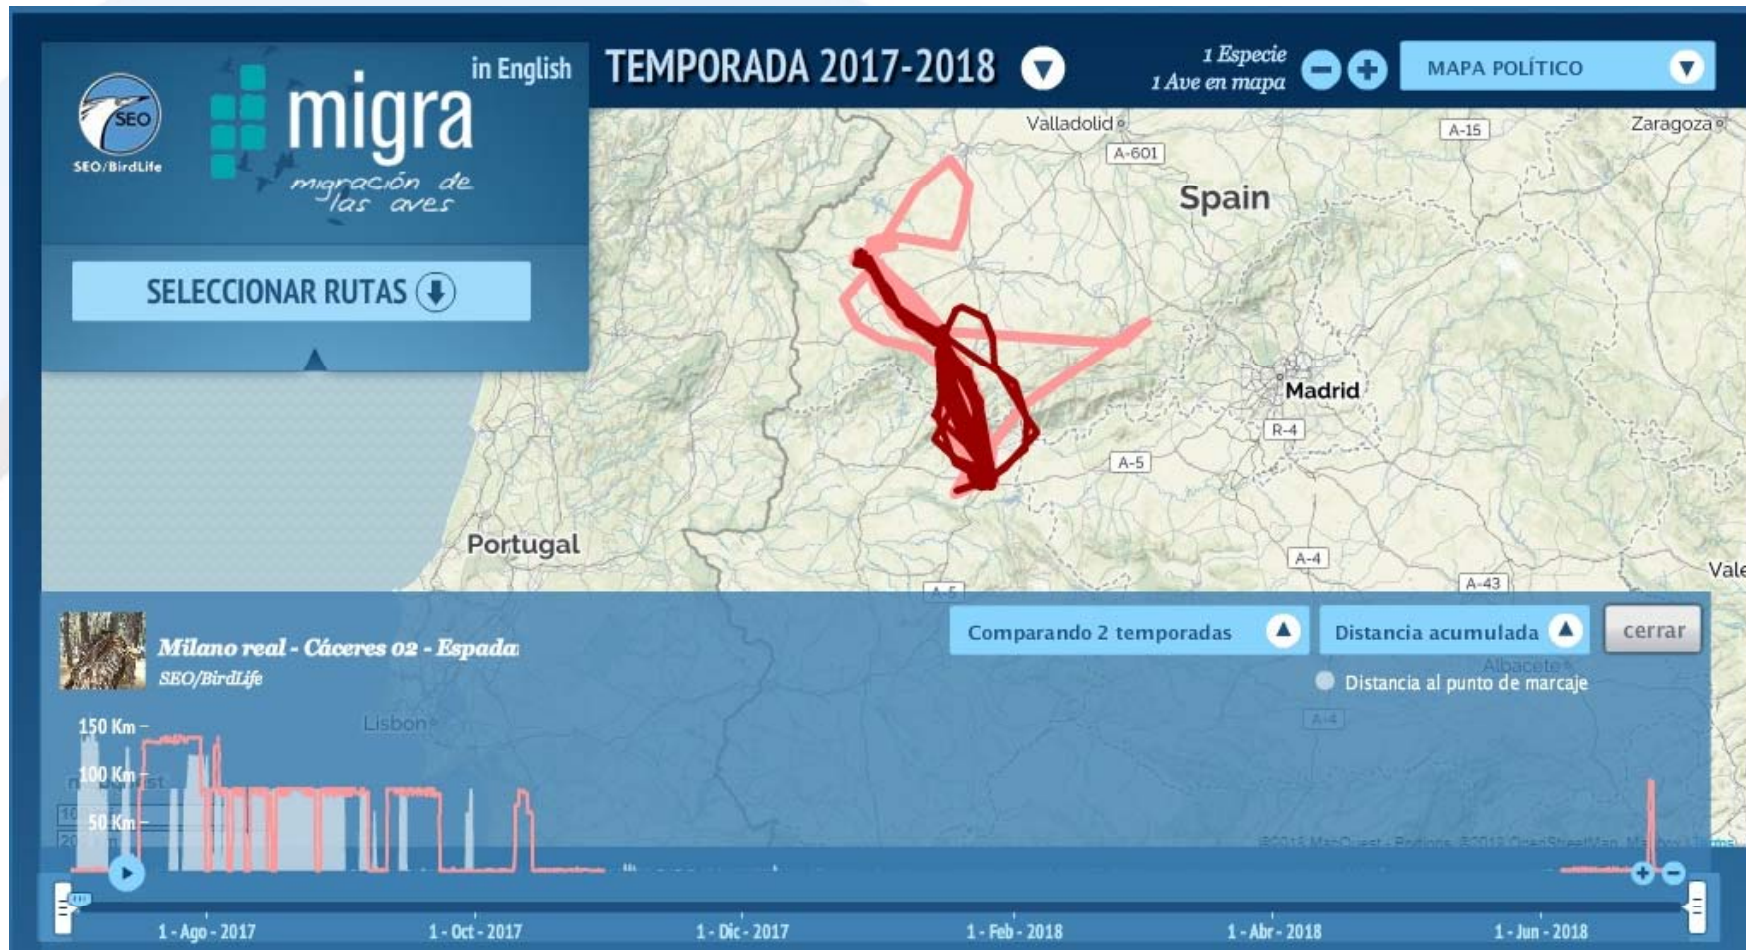 in English
SEO
SEO/BirdLife
migra
migración de
las aves
SELECCIONAR RUTAS
TEMPORADA 2017-2018
1 Especie
1 Ave en mapa
MAPA POLÍTICO
Valladolid
A-15
Zaragoza
A-601
Spain
Madrid
R-4
A-5
Portugal
A-4
A-43
Vale
A-5
Milano real - Cáceres 02 - Espada
SEO/BirdLife
Comparando 2 temporadas
Distancia acumulada
cerrar
Albacete
Distancia al punto de marcaje
A-4
Lisbon
150 Km
100 Km
50 Km
1 - Ago - 2017
1 - Oct - 2017
1 - Dic - 2017
1 - Feb - 2018
1 - Abr - 2018
1 - Jun - 2018